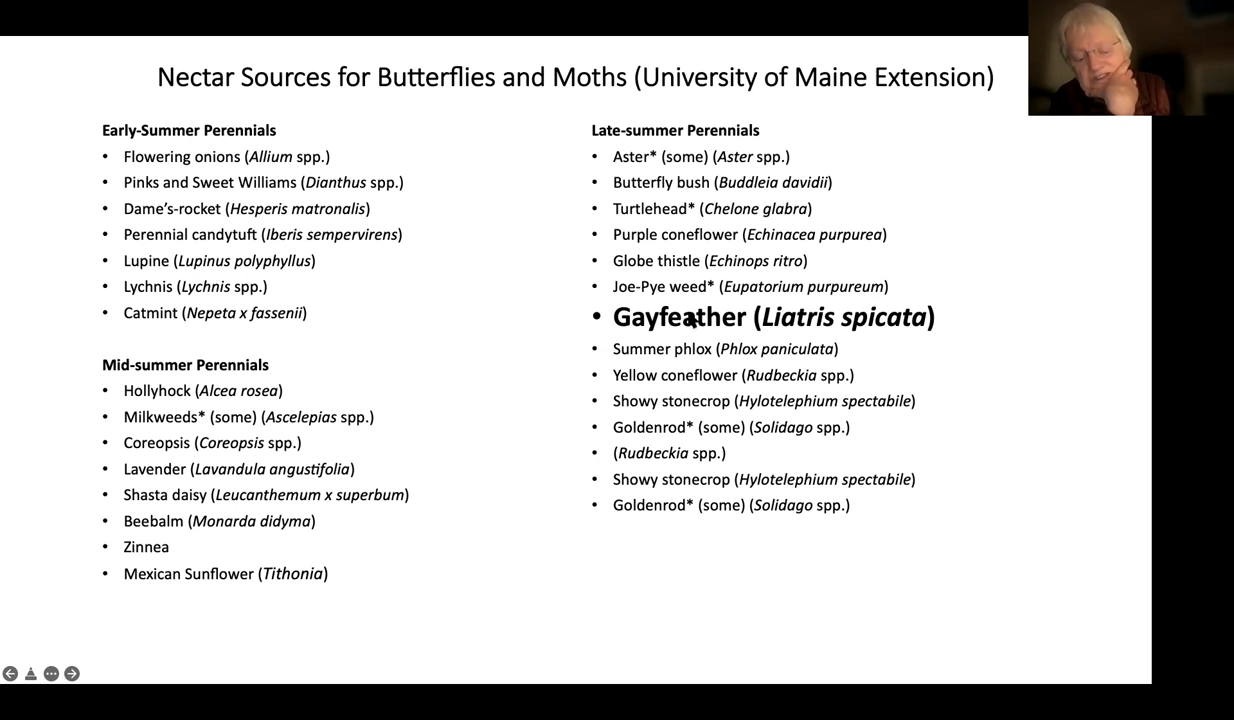 Nectar Sources for Butterflies and Moths (University of Maine Extension)
Early-Summer Perennials
• Flowering onions (Allium spp.)
• Pinks and Sweet Williams (Dianthus spp.)
• Dame’s-rocket (Hesperis matronalis)
• Perennial candytuft (Iberis sempervirens)
• Lupine (Lupinus polyphyllus)
• Lychnis (Lychnis spp.)
• Catmint (Nepeta x fassenii)
Mid-summer Perennials
• Hollyhock (Alcea rosea)
• Milkweeds* (some) (Ascelepias spp.)
• Coreopsis (Coreopsis spp.)
• Lavender (Lavandula angustifolia)
• Shasta daisy (Leucanthemum x superbum)
• Beebalm (Monarda didyma)
• Zinnea
• Mexican Sunflower (Tithonia)
Late-summer Perennials
• Aster* (some) (Aster spp.)
• Butterfly bush (Buddleia davidii)
• Turtlehead* (Chelone glabra)
• Purple coneflower (Echinacea purpurea)
• Globe thistle (Echinops ritro)
• Joe-Pye weed* (Eupatorium purpureum)
• Gayfeather (Liatris spicata)
• Summer phlox (Phlox paniculata)
• Yellow coneflower (Rudbeckia spp.)
• Showy stonecrop (Hylotelephium spectabile)
• Goldenrod* (some) (Solidago spp.)
• (Rudbeckia spp.)
• Showy stonecrop (Hylotelephium spectabile)
• Goldenrod* (some) (Solidago spp.)